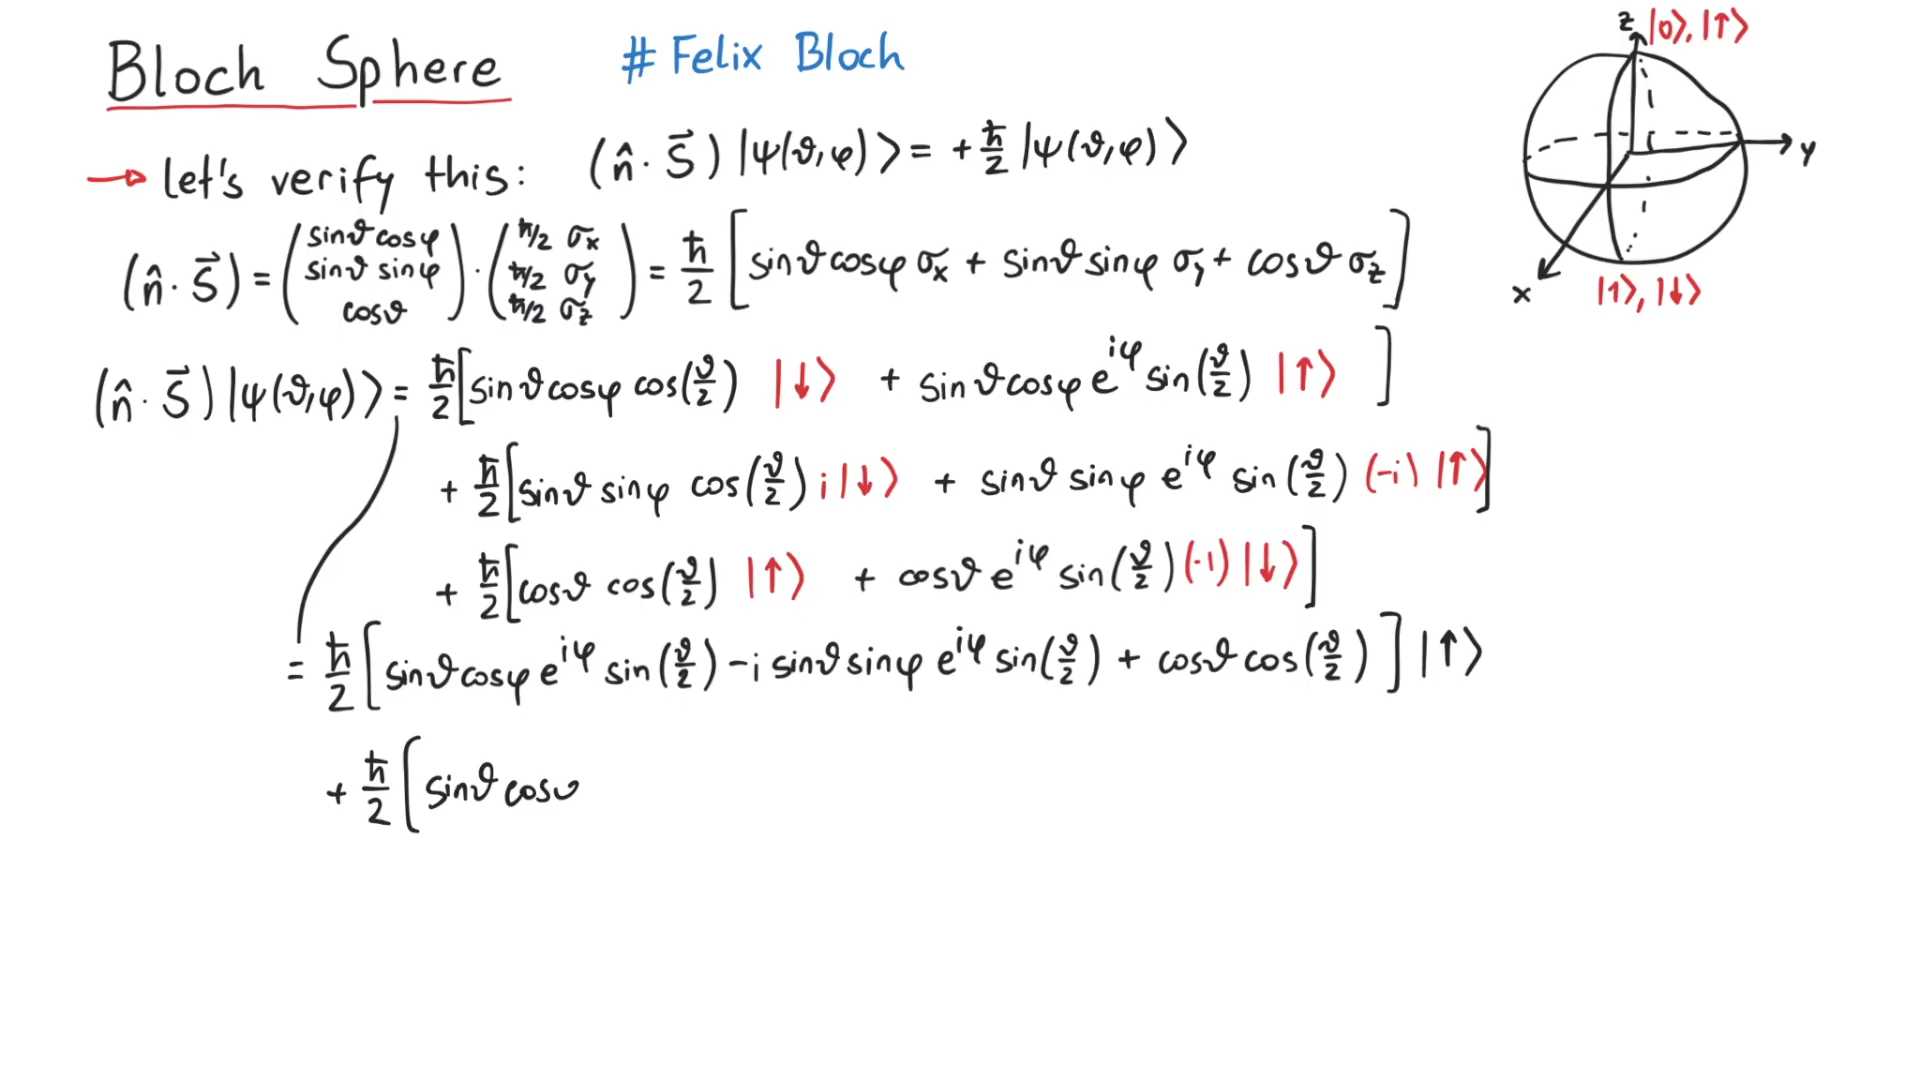 Bloch Sphere # Felix Bloch
→ Let's verify this: (n̂ · S⃗) |ψ(ϑ,φ)⟩ = + ħ/2 |ψ(ϑ,φ)⟩
(n̂ · S⃗) = (sinϑ cosφ, sinϑ sinφ, cosϑ) · (ħ/2 σx, ħ/2 σy, ħ/2 σz) = ħ/2 [sinϑ cosφ σx + sinϑ sinφ σy + cosϑ σz]
(n̂ · S⃗) |ψ(ϑ,φ)⟩ = ħ/2 [sinϑ cosφ cos(ϑ/2) |↓⟩ + sinϑ cosφ e^{iφ} sin(ϑ/2) |↑⟩ ]
+ ħ/2 [sinϑ sinφ cos(ϑ/2) i |↓⟩ + sinϑ sinφ e^{iφ} sin(ϑ/2) (-i) |↑⟩]
+ ħ/2 [cosϑ cos(ϑ/2) |↑⟩ + cosϑ e^{iφ} sin(ϑ/2) (-1) |↓⟩]
= ħ/2 [sinϑ cosφ e^{iφ} sin(ϑ/2) - i sinϑ sinφ e^{iφ} sin(ϑ/2) + cosϑ cos(ϑ/2) ] |↑⟩
+ ħ/2 [sinϑ cos
z |0⟩, |↑⟩
y
x
|1⟩, |↓⟩